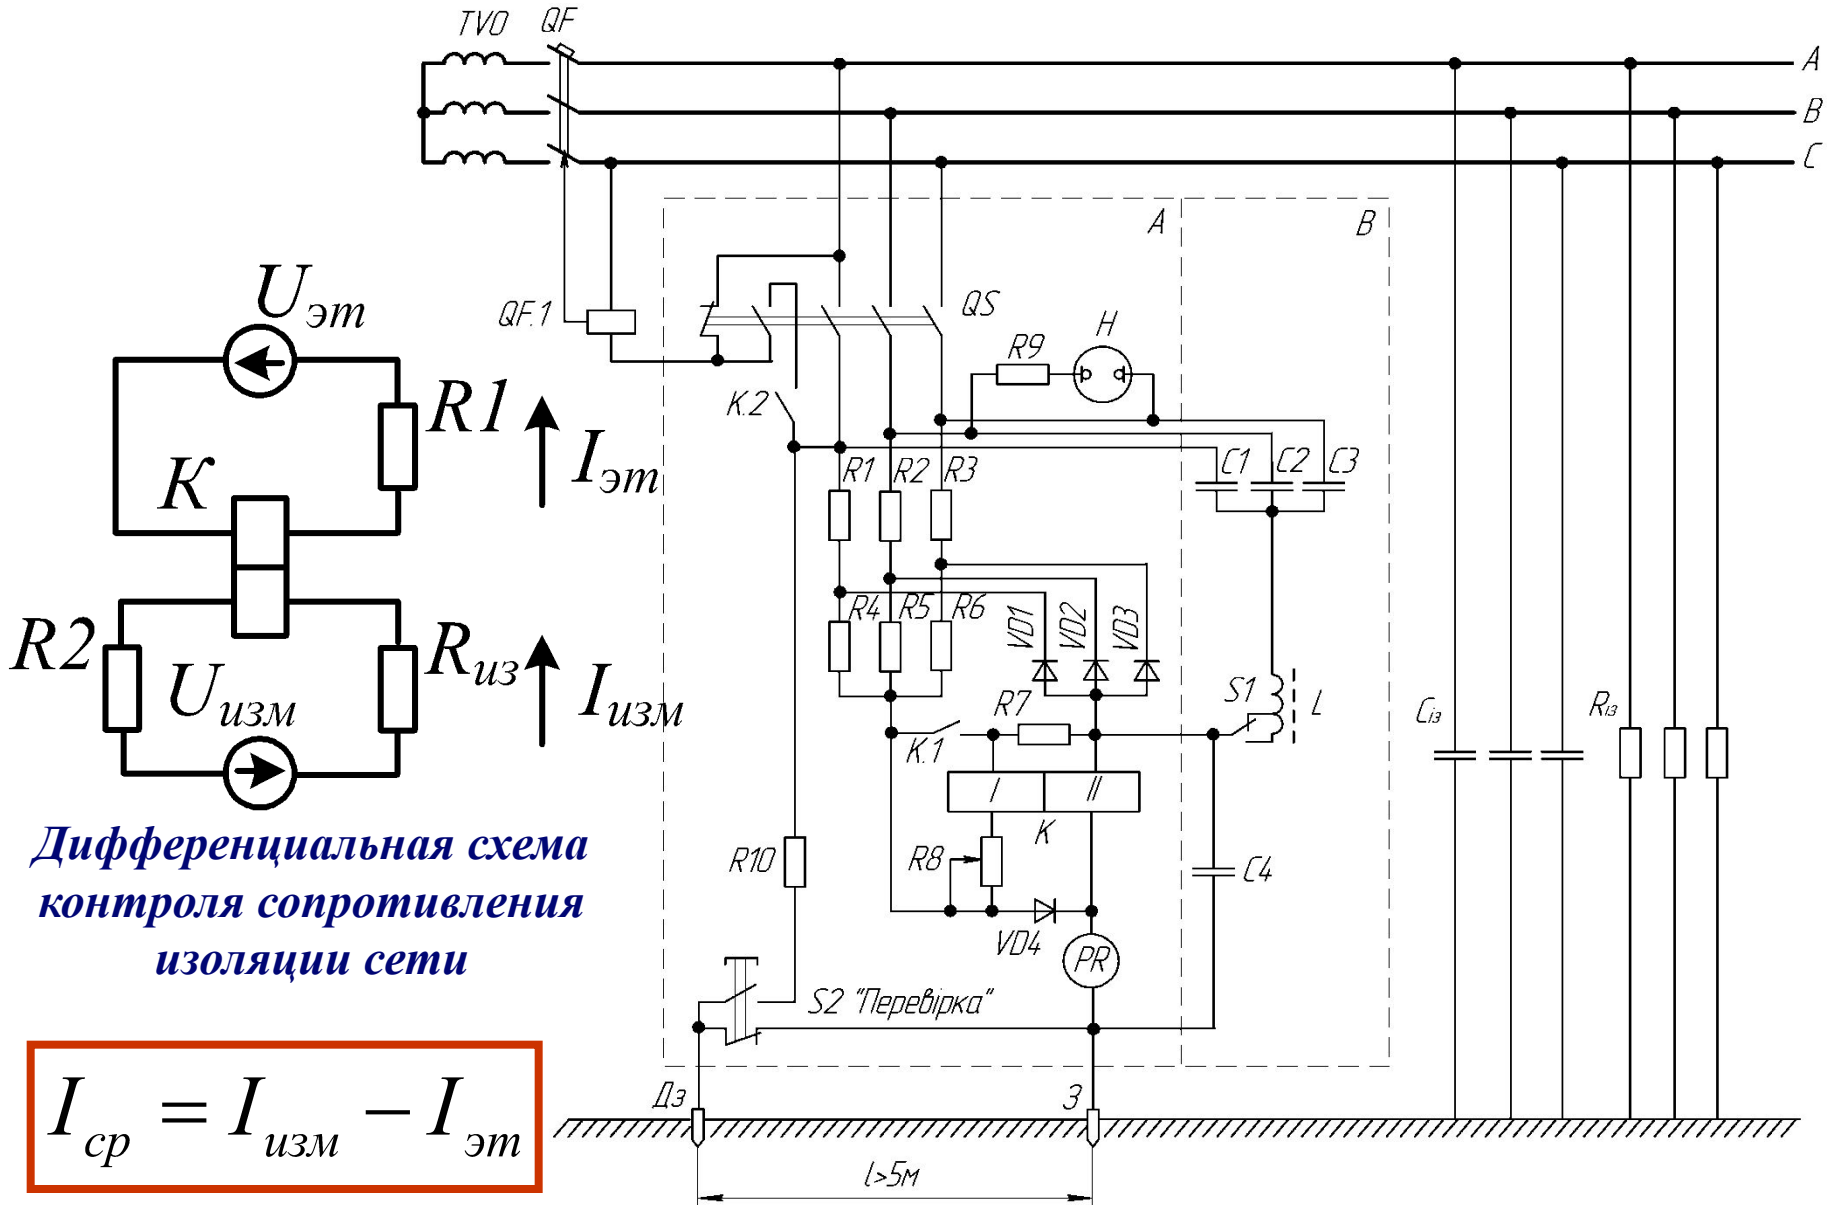 TV0 QF
A
B
C
A
B
QF.1
QS
R9
H
K.2
R1
R2
R3
C1
C2
C3
R4
R5
R6
VD1
VD2
VD3
S1
L
R7
K.1
I
II
K
R8
VD4
PR
R10
C4
S2 "Перевірка"
Cіз
Rіз
Дз
З
l>5м
Uэт
R1
Iэт
К
R2
Rиз
Uизм
Iизм
Дифференциальная схема
контроля сопротивления
изоляции сети
Iср = Iизм − Iэт